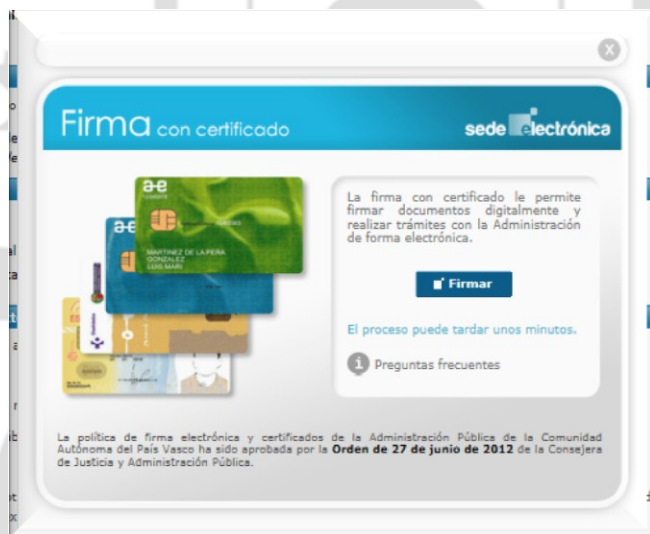 X
Firma con certificado
sede electrónica
a-e
MARTINEZ DE LA PERA
GONZALEZ
LUIS MARI
a-e
La firma con certificado le permite
firmar documentos digitalmente y
realizar trámites con la Administración
de forma electrónica.
Firmar
El proceso puede tardar unos minutos.
i Preguntas frecuentes
La política de firma electrónica y certificados de la Administración Pública de la Comunidad
Autónoma del País Vasco ha sido aprobada por la Orden de 27 de junio de 2012 de la Consejera
de Justicia y Administración Pública.